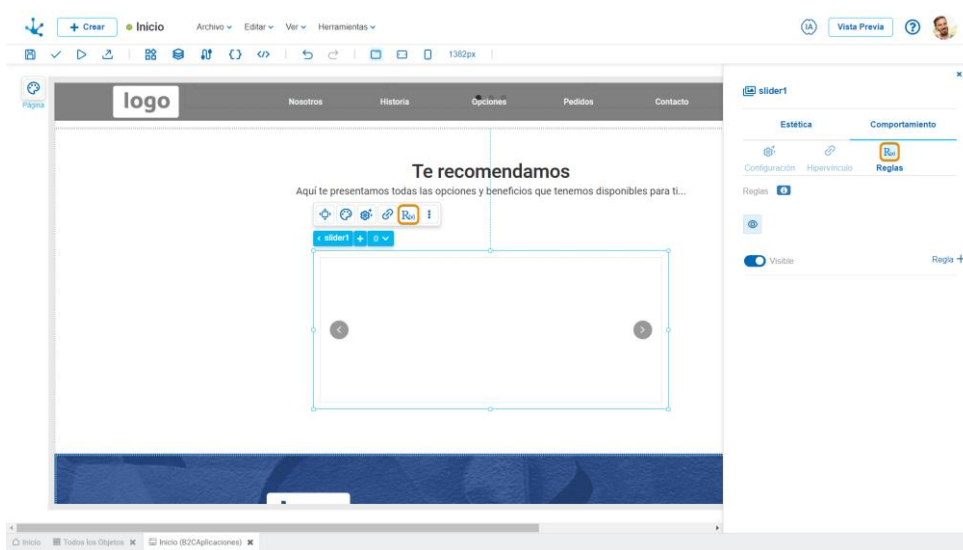 + Crear
Inicio
Archivo Editar Ver Herramientas
IA
Vista Previa
?
1382px
Página
logo
Nosotros Historia Opciones Pedidos Contacto
Te recomendamos
Aquí te presentamos todas las opciones y beneficios que tenemos disponibles para ti...
R(x)
slider1 + 0
slider1
Estética Comportamiento
R(x)
Configuración Hipervínculo Reglas
Reglas
Visible
Regla +
Inicio Todos los Objetos Inicio (B2CAplicaciones)